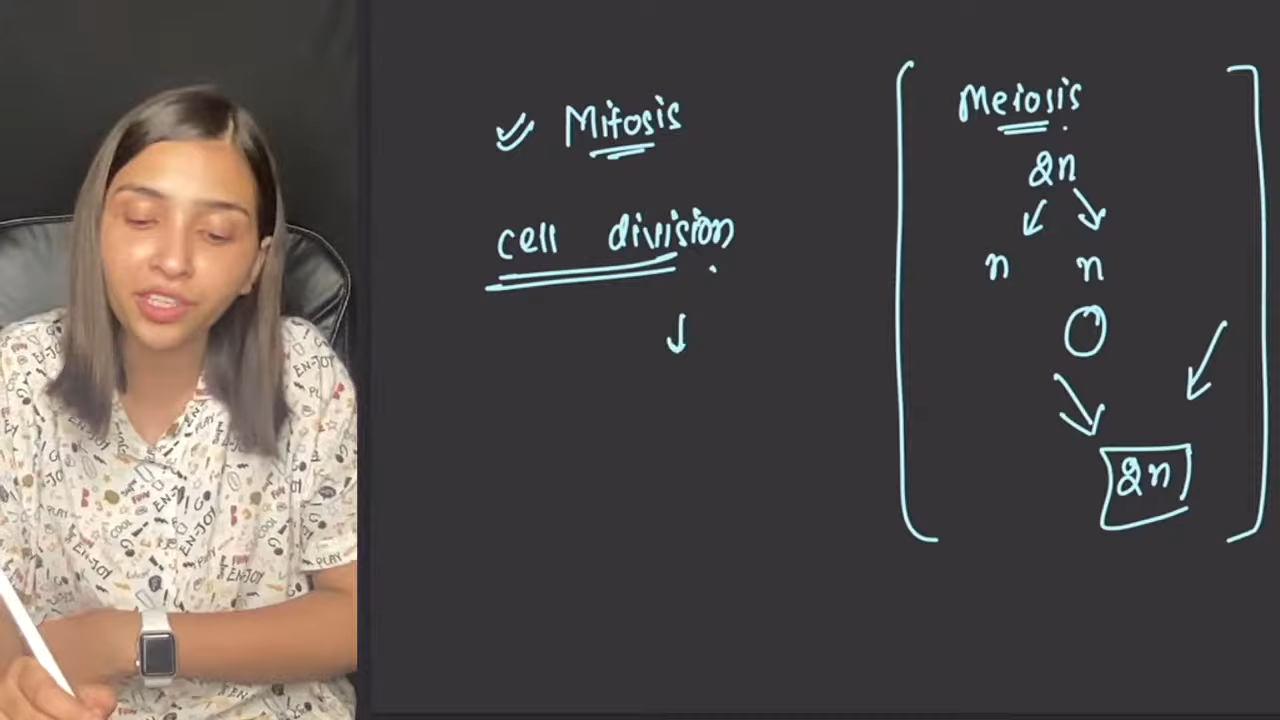 Mitosis
cell division
Meiosis
2n
n n
2n